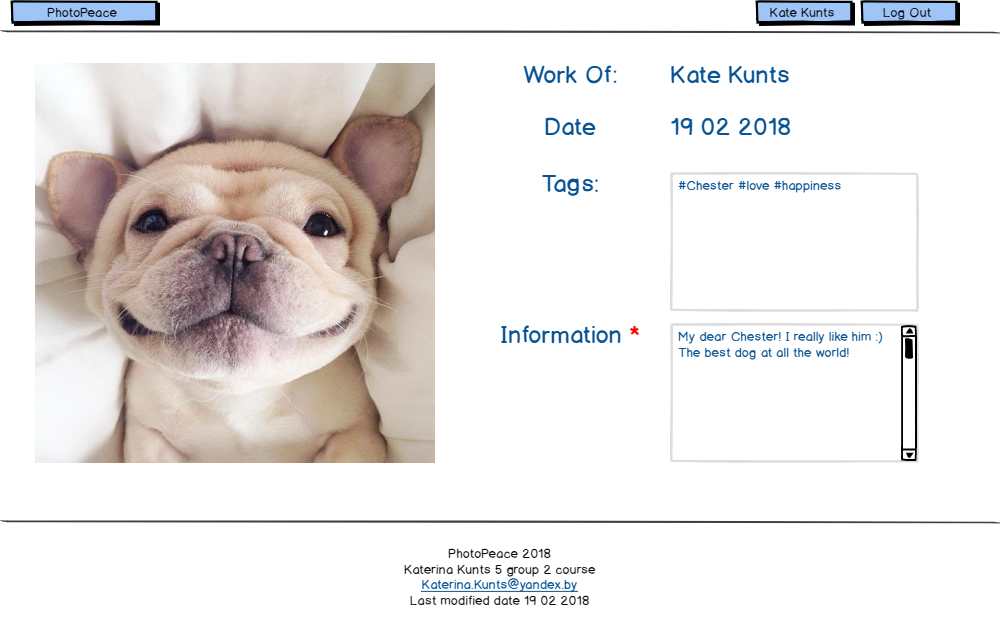 PhotoPeace
Kate Kunts
Log Out
Work Of:
Kate Kunts
Date
19 02 2018
Tags:
#Chester #love #happiness
Information *
My dear Chester! I really like him :)
The best dog at all the world!
PhotoPeace 2018
Katerina Kunts 5 group 2 course
Katerina.Kunts@yandex.by
Last modified date 19 02 2018